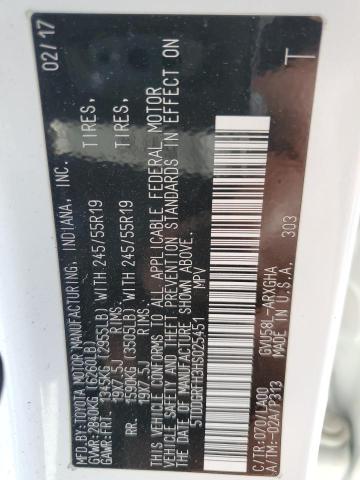 MFD.BY:TOYOTA MOTOR MANUFACTURING, INDIANA, INC. 02/17
GVWR:2840KG (6260LB)
GAWR:FRT. 1345KG (2965LB) WITH 245/55R19 TIRES,
19X7.5J RIMS
RR. 1590KG (3505LB) WITH 245/55R19 TIRES,
19X7.5J RIMS.
THIS VEHICLE CONFORMS TO ALL APPLICABLE FEDERAL MOTOR
VEHICLE SAFETY AND THEFT PREVENTION STANDARDS IN EFFECT ON
THE DATE OF MANUFACTURE SHOWN ABOVE.
MPV
303
C/TR:070/LA00 GVU58L-ARXGHA
A/TM:-02A/P313 MADE IN U.S.A. T